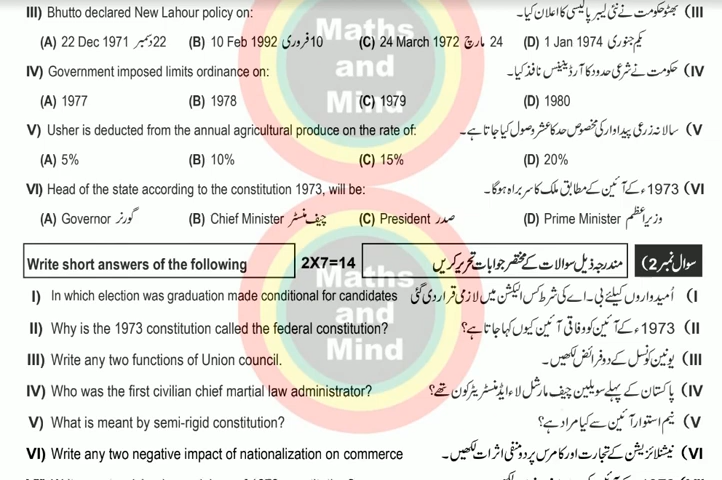 III) Bhutto declared New Lahour policy on: بھٹو حکومت نے نئی لیبر پالیسی کا اعلان کیا۔ (III
(A) 22 Dec 1971 22دسمبر (B) 10 Feb 1992 10فروری (C) 24 March 1972 24 مارچ (D) 1 Jan 1974 یکم جنوری
IV) Government imposed limits ordinance on: حکومت نے شرعی حدود کا آرڈیننس نافذ کیا۔ (IV
(A) 1977 (B) 1978 (C) 1979 (D) 1980
V) Usher is deducted from the annual agricultural produce on the rate of: سالانہ زرعی پیداوار کی مخصوص حد کا عشر وصول کیا جاتا ہے۔ (V
(A) 5% (B) 10% (C) 15% (D) 20%
VI) Head of the state according to the constitution 1973, will be: 1973ء کے آئین کے مطابق ملک کا سربراہ ہوگا۔ (VI
(A) Governor گورنر (B) Chief Minister چیف منسٹر (C) President صدر (D) Prime Minister وزیراعظم
Write short answers of the following 2X7=14 مندرجہ ذیل سوالات کے مختصر جوابات تحریر کریں سوال نمبر2)
I) In which election was graduation made conditional for candidates اُمیدواروں کیلئے بی۔اے کی شرط کس الیکشن میں لازمی قرار دی گئی (I
II) Why is the 1973 constitution called the federal constitution? 1973ء کے آئین کو وفاقی آئین کیوں کہا جاتا ہے؟ (II
III) Write any two functions of Union council. یونین کونسل کے دو فرائض لکھیں۔ (III
IV) Who was the first civilian chief martial law administrator? پاکستان کے پہلے سویلین چیف مارشل لاء ایڈمنسٹریٹر کون تھے؟ (IV
V) What is meant by semi-rigid constitution? نیم استوار آئین سے کیا مراد ہے؟ (V
VI) Write any two negative impact of nationalization on commerce نیشنلائزیشن کے تجارت اور کامرس پر دو منفی اثرات لکھیں۔ (VI
Maths
and
Mind
Maths
and
Mind